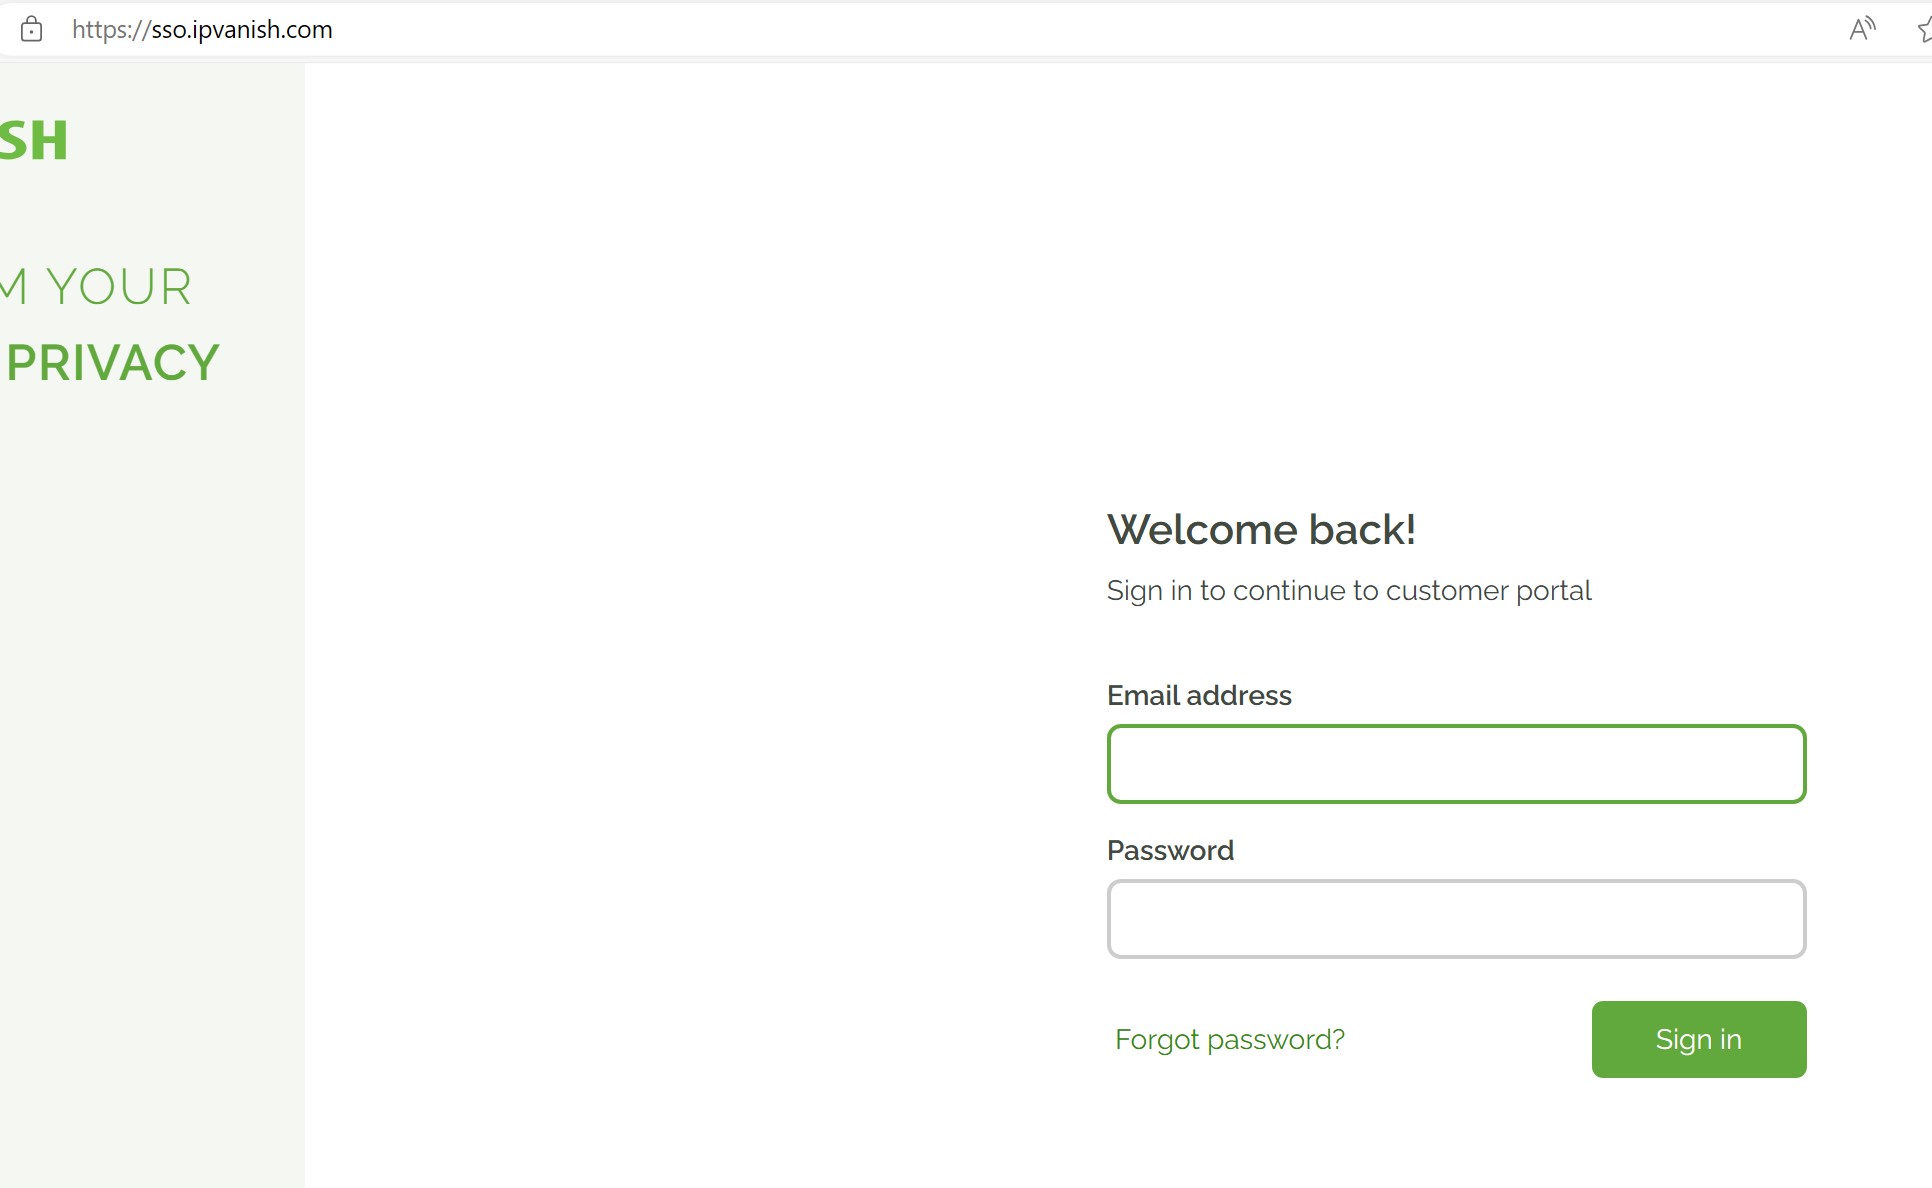 https://sso.ipvanish.com
SH
M YOUR
PRIVACY
Welcome back!
Sign in to continue to customer portal
Email address
Password
Forgot password?
Sign in